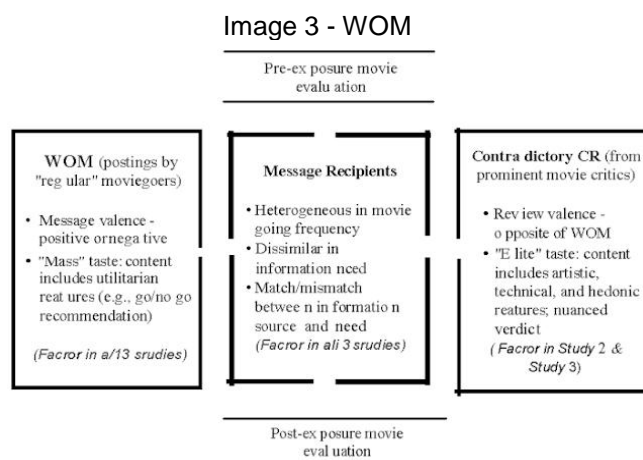 Image 3 - WOM
Pre-ex posure movie
evalu ation
WOM (postings by
"reg ular" moviegoers)
• Message valence -
positive ornega tive
• "Mass" taste: content
includes utilitarian
reat ures (e.g., go/no go
recommendation)
(Facror in a/13 srudies)
Message Recipients
• Heterogeneous in movie
going frequency
• Dissimilar in
information need
• Match/mismatch
betwee n in formatio n
source and need
(Facror in ali 3 srudies)
Contra dictory CR (from
prominent movie critics)
• Rev iew valence -
o pposite of WOM
• "E lite" taste: content
includes artistic,
technical, and hedonic
reatures; nuanced
verdict
( Facror in Study 2 &
Study 3)
Post-ex posure movie
eval uation